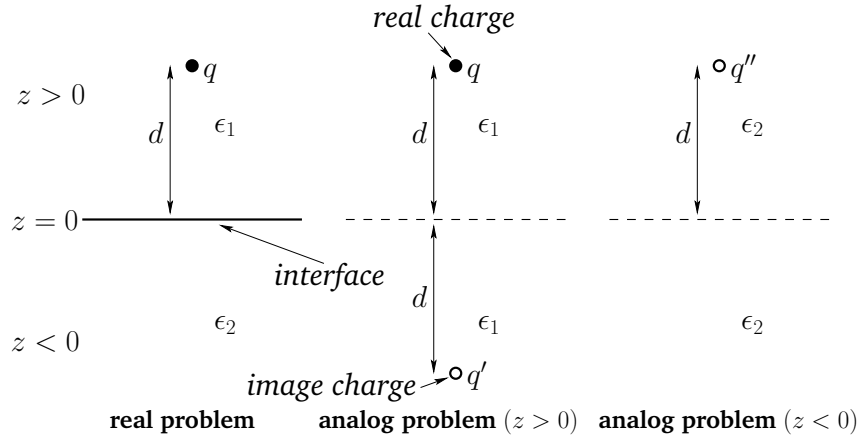 real charge
q
q
q''
z > 0
d
ϵ₁
d
ϵ₁
d
ϵ₂
z = 0
interface
z < 0
ϵ₂
d
ϵ₁
ϵ₂
image charge
q'
real problem
analog problem (z > 0)
analog problem (z < 0)